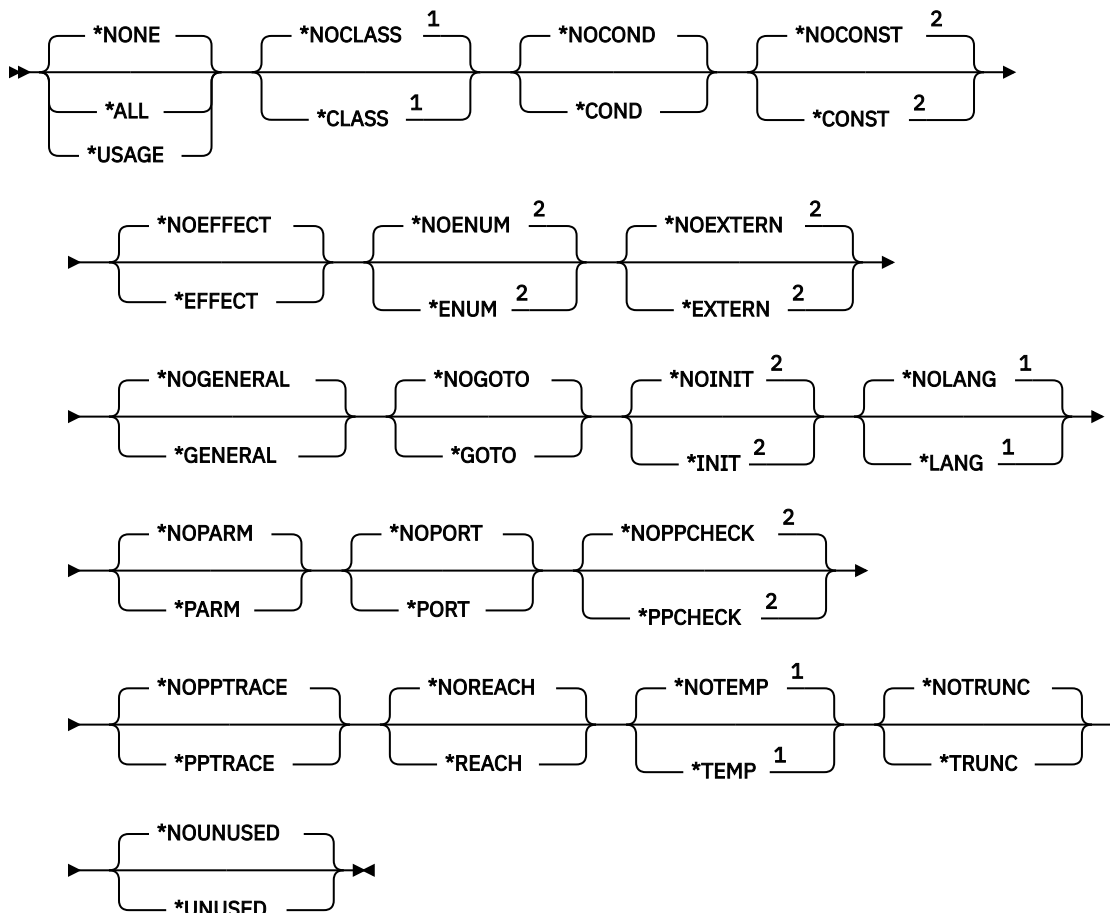 *NONE *NOCLASS 1 *NOCOND *NOCONST 2
*ALL *CLASS 1 *COND *CONST 2
*USAGE
*NOEFFECT *NOENUM 2 *NOEXTERN 2
*EFFECT *ENUM 2 *EXTERN 2
*NOGENERAL *NOGOTO *NOINIT 2 *NOLANG 1
*GENERAL *GOTO *INIT 2 *LANG 1
*NOPARM *NOPORT *NOPPCHECK 2
*PARM *PORT *PPCHECK 2
*NOPPTRACE *NOREACH *NOTEMP 1 *NOTRUNC
*PPTRACE *REACH *TEMP 1 *TRUNC
*NOUNUSED
*UNUSED